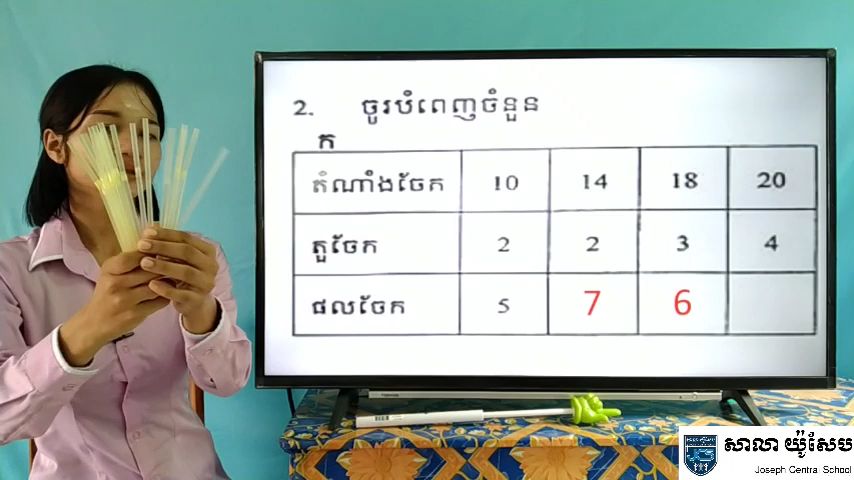 2. ចូរបំពេញចំនួន
ក
តំណាំងចែក 10 14 18 20
តួចែក 2 2 3 4
ផលចែក 5 7 6
សាលា យ៉ូសែប
Joseph Central School